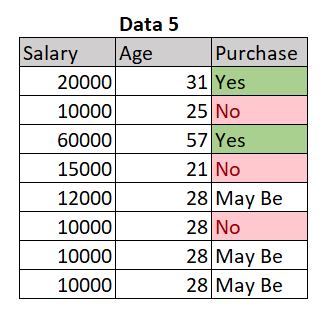 Data 5
Salary Age Purchase
20000 31 Yes
10000 25 No
60000 57 Yes
15000 21 No
12000 28 May Be
10000 28 No
10000 28 May Be
10000 28 May Be